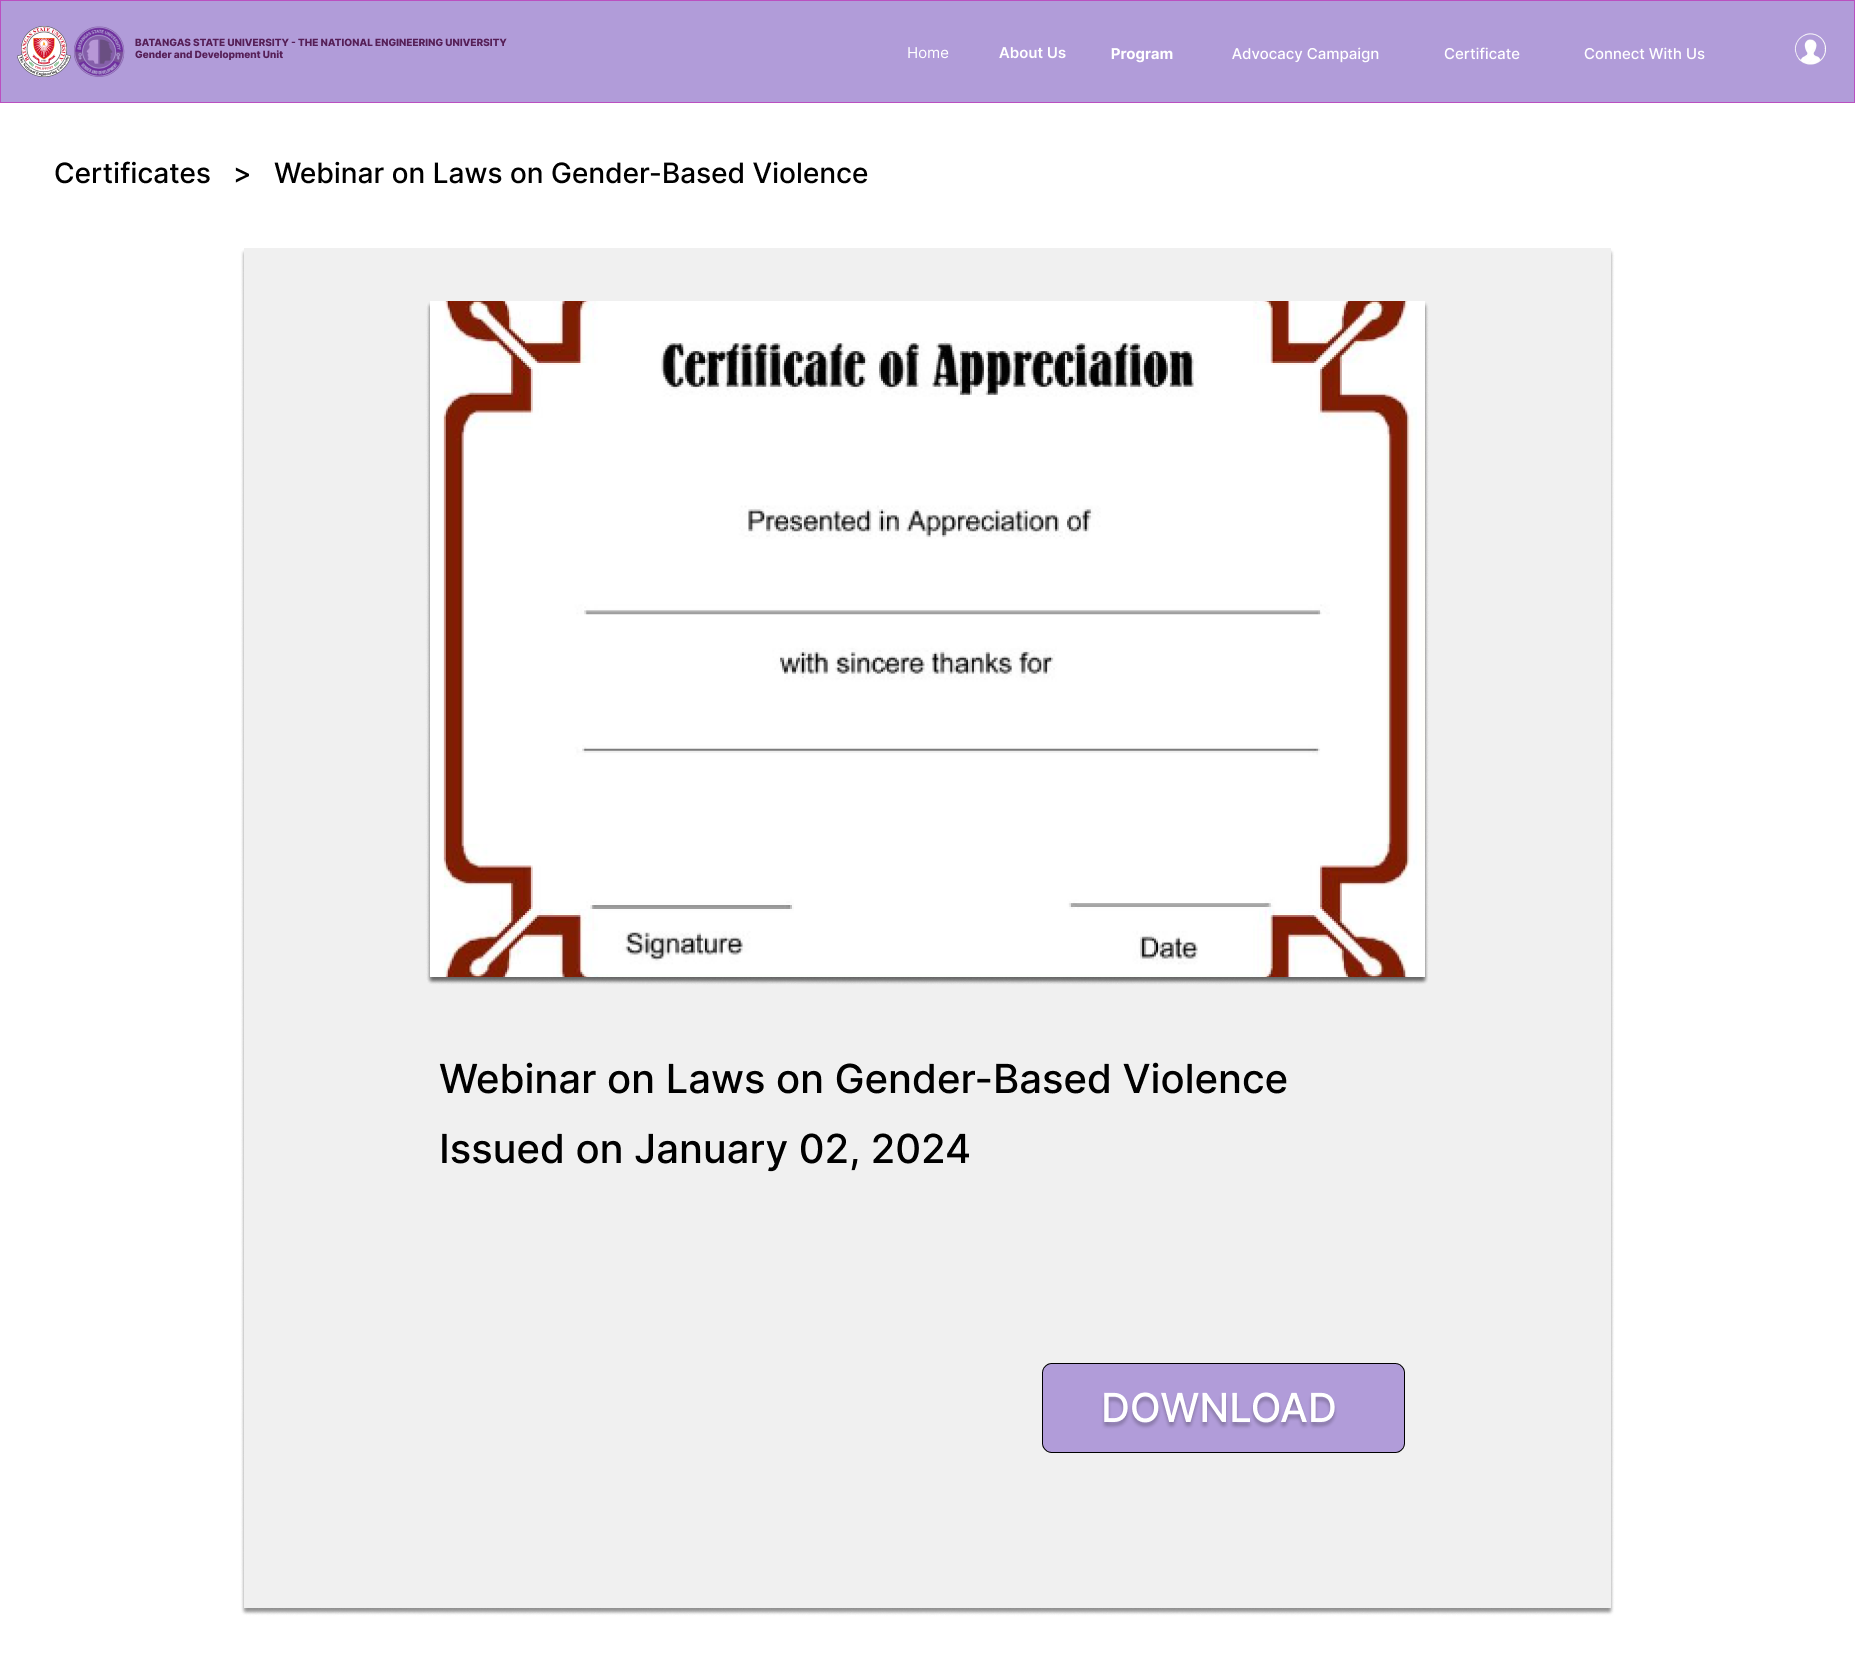 BATANGAS STATE UNIVERSITY - THE NATIONAL ENGINEERING UNIVERSITY
Gender and Development Unit
Home About Us Program Advocacy Campaign Certificate Connect With Us
Certificates > Webinar on Laws on Gender-Based Violence
Certificate of Appreciation
Presented in Appreciation of
with sincere thanks for
Signature Date
Webinar on Laws on Gender-Based Violence
Issued on January 02, 2024
DOWNLOAD